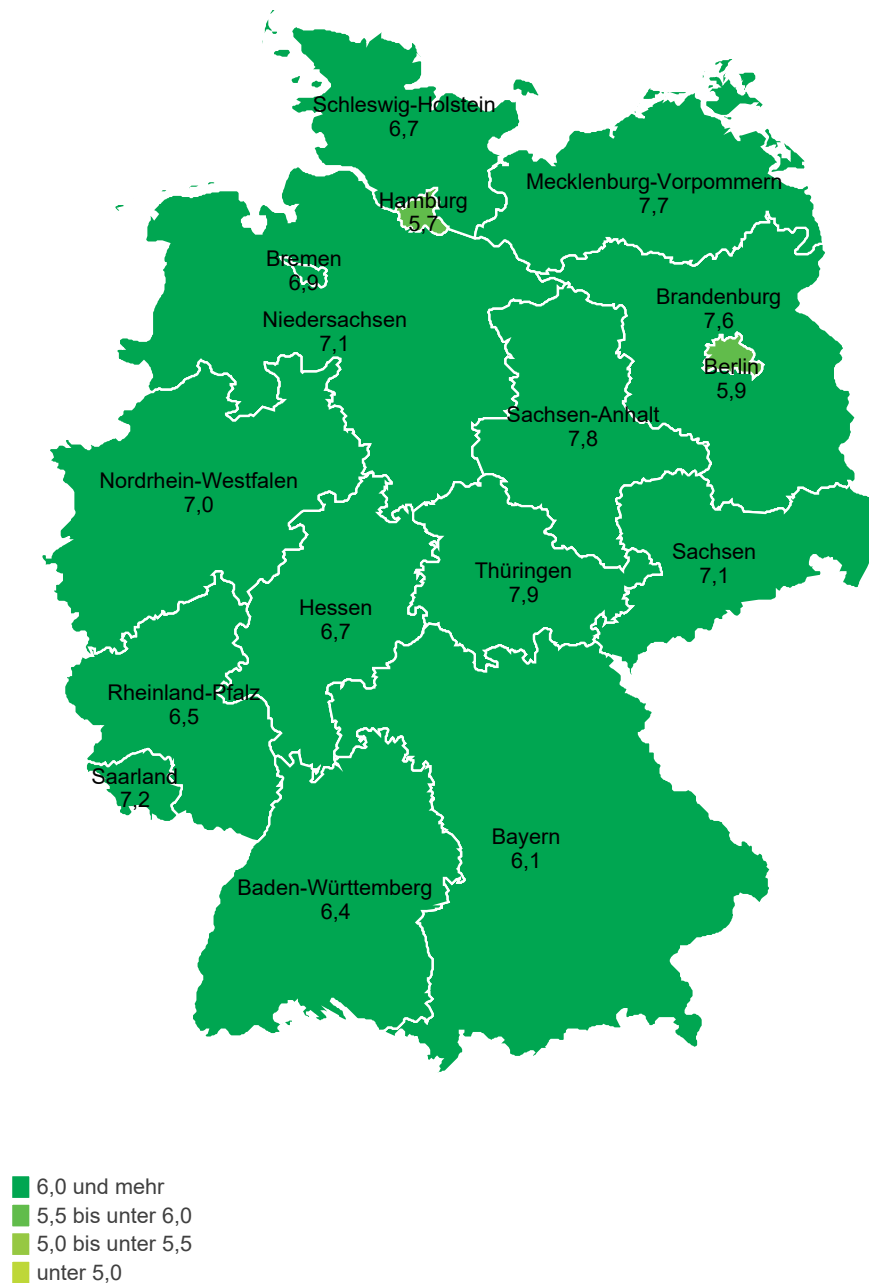 Schleswig-Holstein
6,7
Mecklenburg-Vorpommern
7,7
Hamburg
5,7
Bremen
6,9
Brandenburg
7,6
Niedersachsen
7,1
Berlin
5,9
Sachsen-Anhalt
7,8
Nordrhein-Westfalen
7,0
Sachsen
7,1
Thüringen
7,9
Hessen
6,7
Rheinland-Pfalz
6,5
Saarland
7,2
Bayern
6,1
Baden-Württemberg
6,4
6,0 und mehr
5,5 bis unter 6,0
5,0 bis unter 5,5
unter 5,0